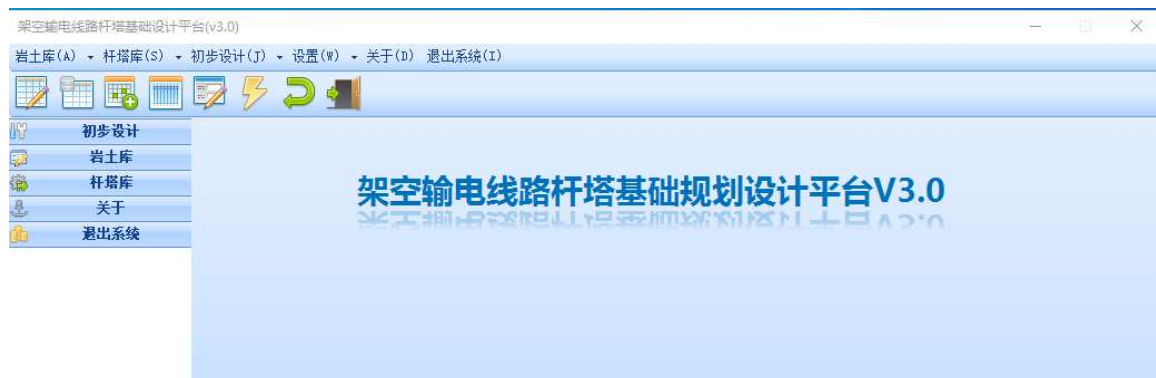 架空输电线路杆塔基础设计平台(v3.0)
岩土库(A) 杆塔库(S) 初步设计(J) 设置(W) 关于(D) 退出系统(I)
初步设计
岩土库
杆塔库
关于
退出系统
架空输电线路杆塔基础规划设计平台V3.0